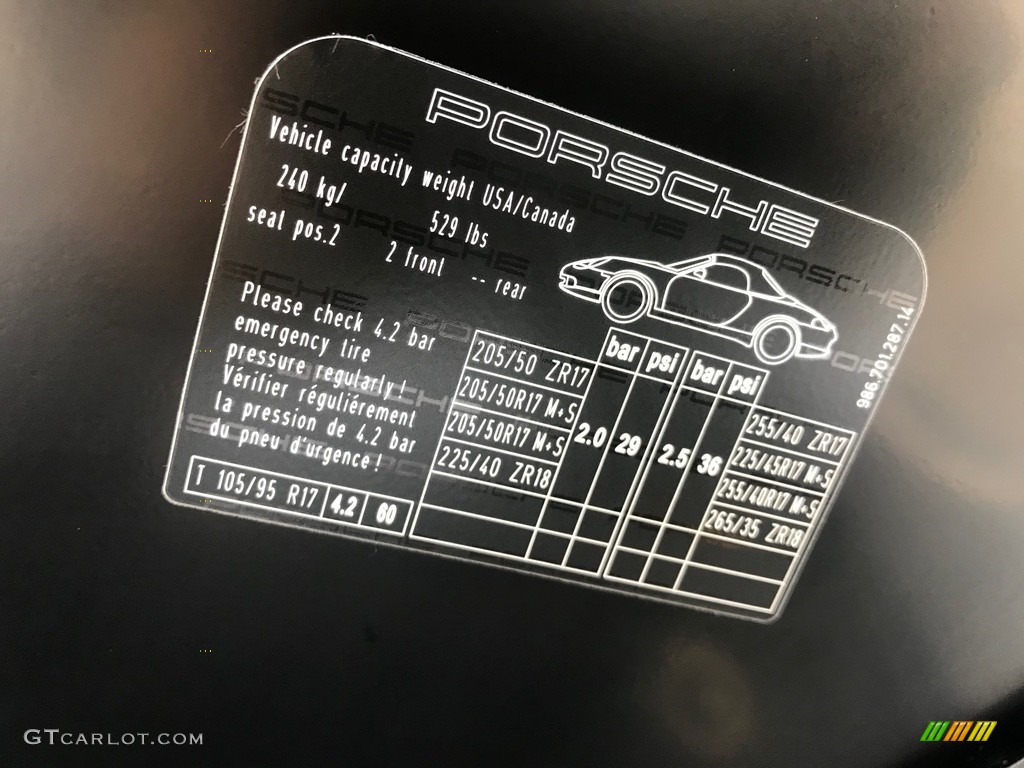 PORSCHE
Vehicle capacity weight USA/Canada
240 kg/ 529 lbs
seat pos.2 2 front -- rear
Please check 4.2 bar
emergency tire
pressure regularly!
Vérifier réguliérement
la pression de 4.2 bar
du pneu d'urgence!
T 105/95 R17 4.2 60
bar psi bar psi
205/50 ZR17
205/50R17 M+S
205/50R17 M+S
225/40 ZR18
2.0 29 2.5 36
255/40 ZR17
225/45R17 M+S
255/40R17 M+S
265/35 ZR18
986.701.287.14
GTCARLOT.COM